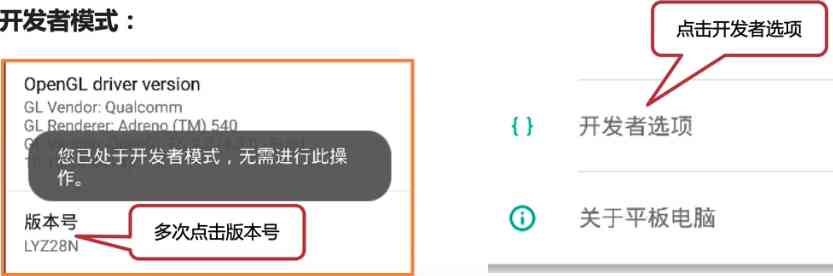 开发者模式：
OpenGL driver version
GL Vendor: Qualcomm
GL Renderer: Adreno (TM) 540
您已处于开发者模式，无需进行此操
作。
版本号
LYZ28N
多次点击版本号
点击开发者选项
{ } 开发者选项
关于平板电脑